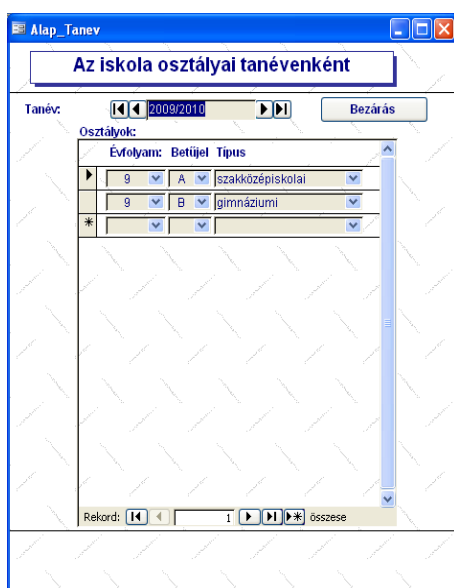 Alap_Tanev
Az iskola osztályai tanévenként
Tanév: 2009/2010 Bezárás
Osztályok:
Évfolyam: Betűjel Típus
9 A szakközépiskolai
9 B gimnáziumi
Rekord: 1 összese